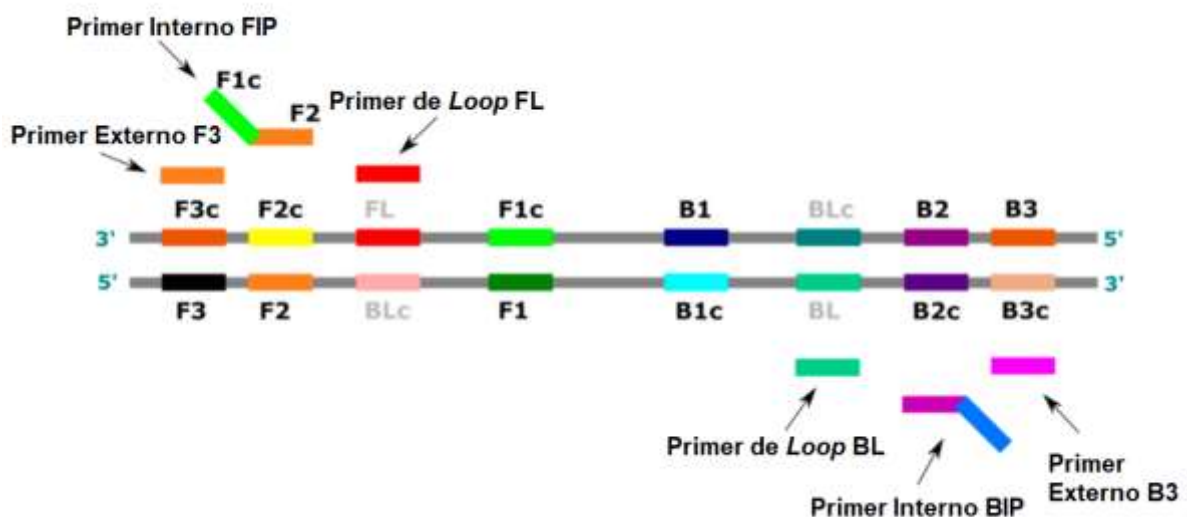 Primer Interno FIP
F1c
F2
Primer de Loop FL
Primer Externo F3
F3c F2c FL F1c B1 BLc B2 B3
3' 5'
5' 3'
F3 F2 BLc F1 B1c BL B2c B3c
Primer de Loop BL
Primer Interno BIP
Primer
Externo B3